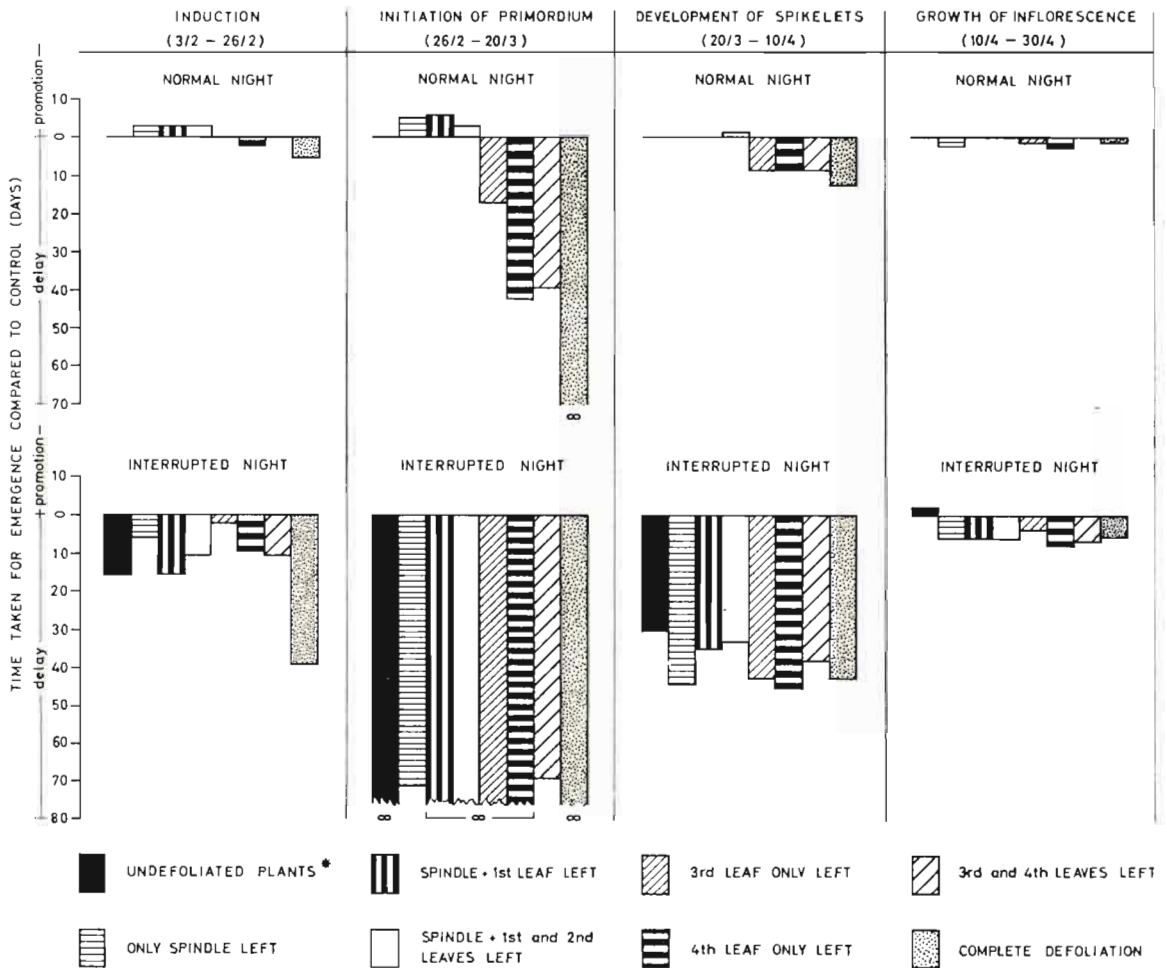 INDUCTION
(3/2 – 26/2)
INITIATION OF PRIMORDIUM
(26/2 – 20/3)
DEVELOPMENT OF SPIKELETS
(20/3 – 10/4)
GROWTH OF INFLORESCENCE
(10/4 – 30/4)
NORMAL NIGHT
NORMAL NIGHT
NORMAL NIGHT
NORMAL NIGHT
TIME TAKEN FOR EMERGENCE COMPARED TO CONTROL (DAYS)
promotion
delay
10
0
10
20
30
40
50
60
70
∞
INTERRUPTED NIGHT
INTERRUPTED NIGHT
INTERRUPTED NIGHT
INTERRUPTED NIGHT
promotion
delay
10
0
10
20
30
40
50
60
70
80
∞
∞
∞
UNDEFOLIATED PLANTS*
SPINDLE + 1st LEAF LEFT
3rd LEAF ONLY LEFT
3rd and 4th LEAVES LEFT
ONLY SPINDLE LEFT
SPINDLE + 1st and 2nd
LEAVES LEFT
4th LEAF ONLY LEFT
COMPLETE DEFOLIATION